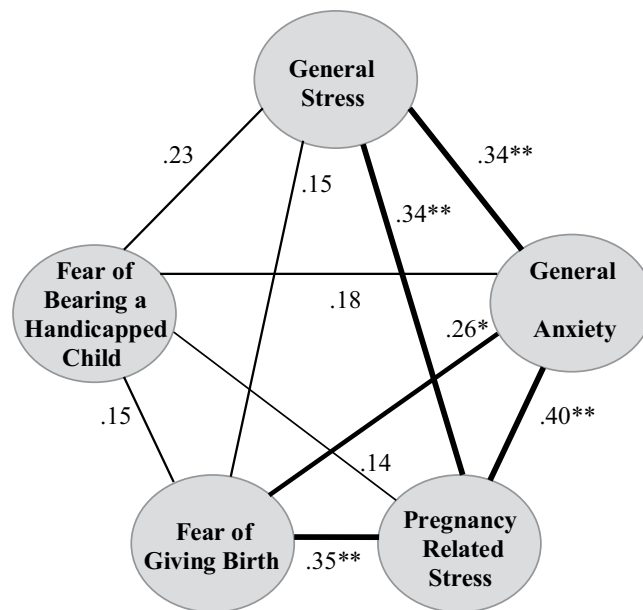 General
Stress
.23
.15
.34**
.34**
Fear of
Bearing a
Handicapped
Child
General
Anxiety
.18
.26*
.15
.14
.40**
Fear of
Giving Birth
.35**
Pregnancy
Related
Stress